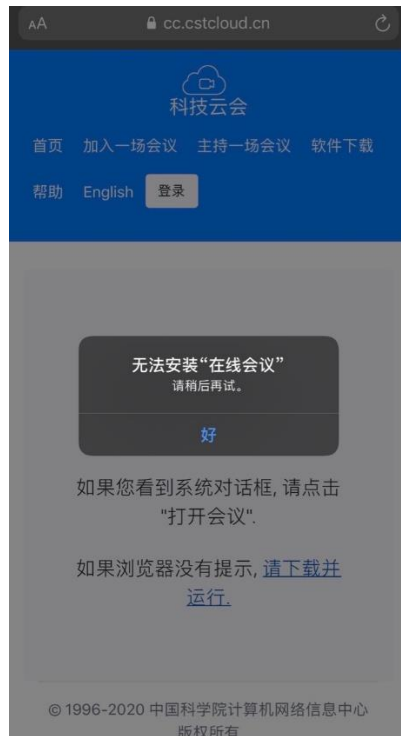 AA cc.cstcloud.cn
科技云会
首页 加入一场会议 主持一场会议 软件下载
帮助 English 登录
无法安装“在线会议”
请稍后再试。
好
如果您看到系统对话框, 请点击
"打开会议".
如果浏览器没有提示, 请下载并
运行.
© 1996-2020 中国科学院计算机网络信息中心
版权所有